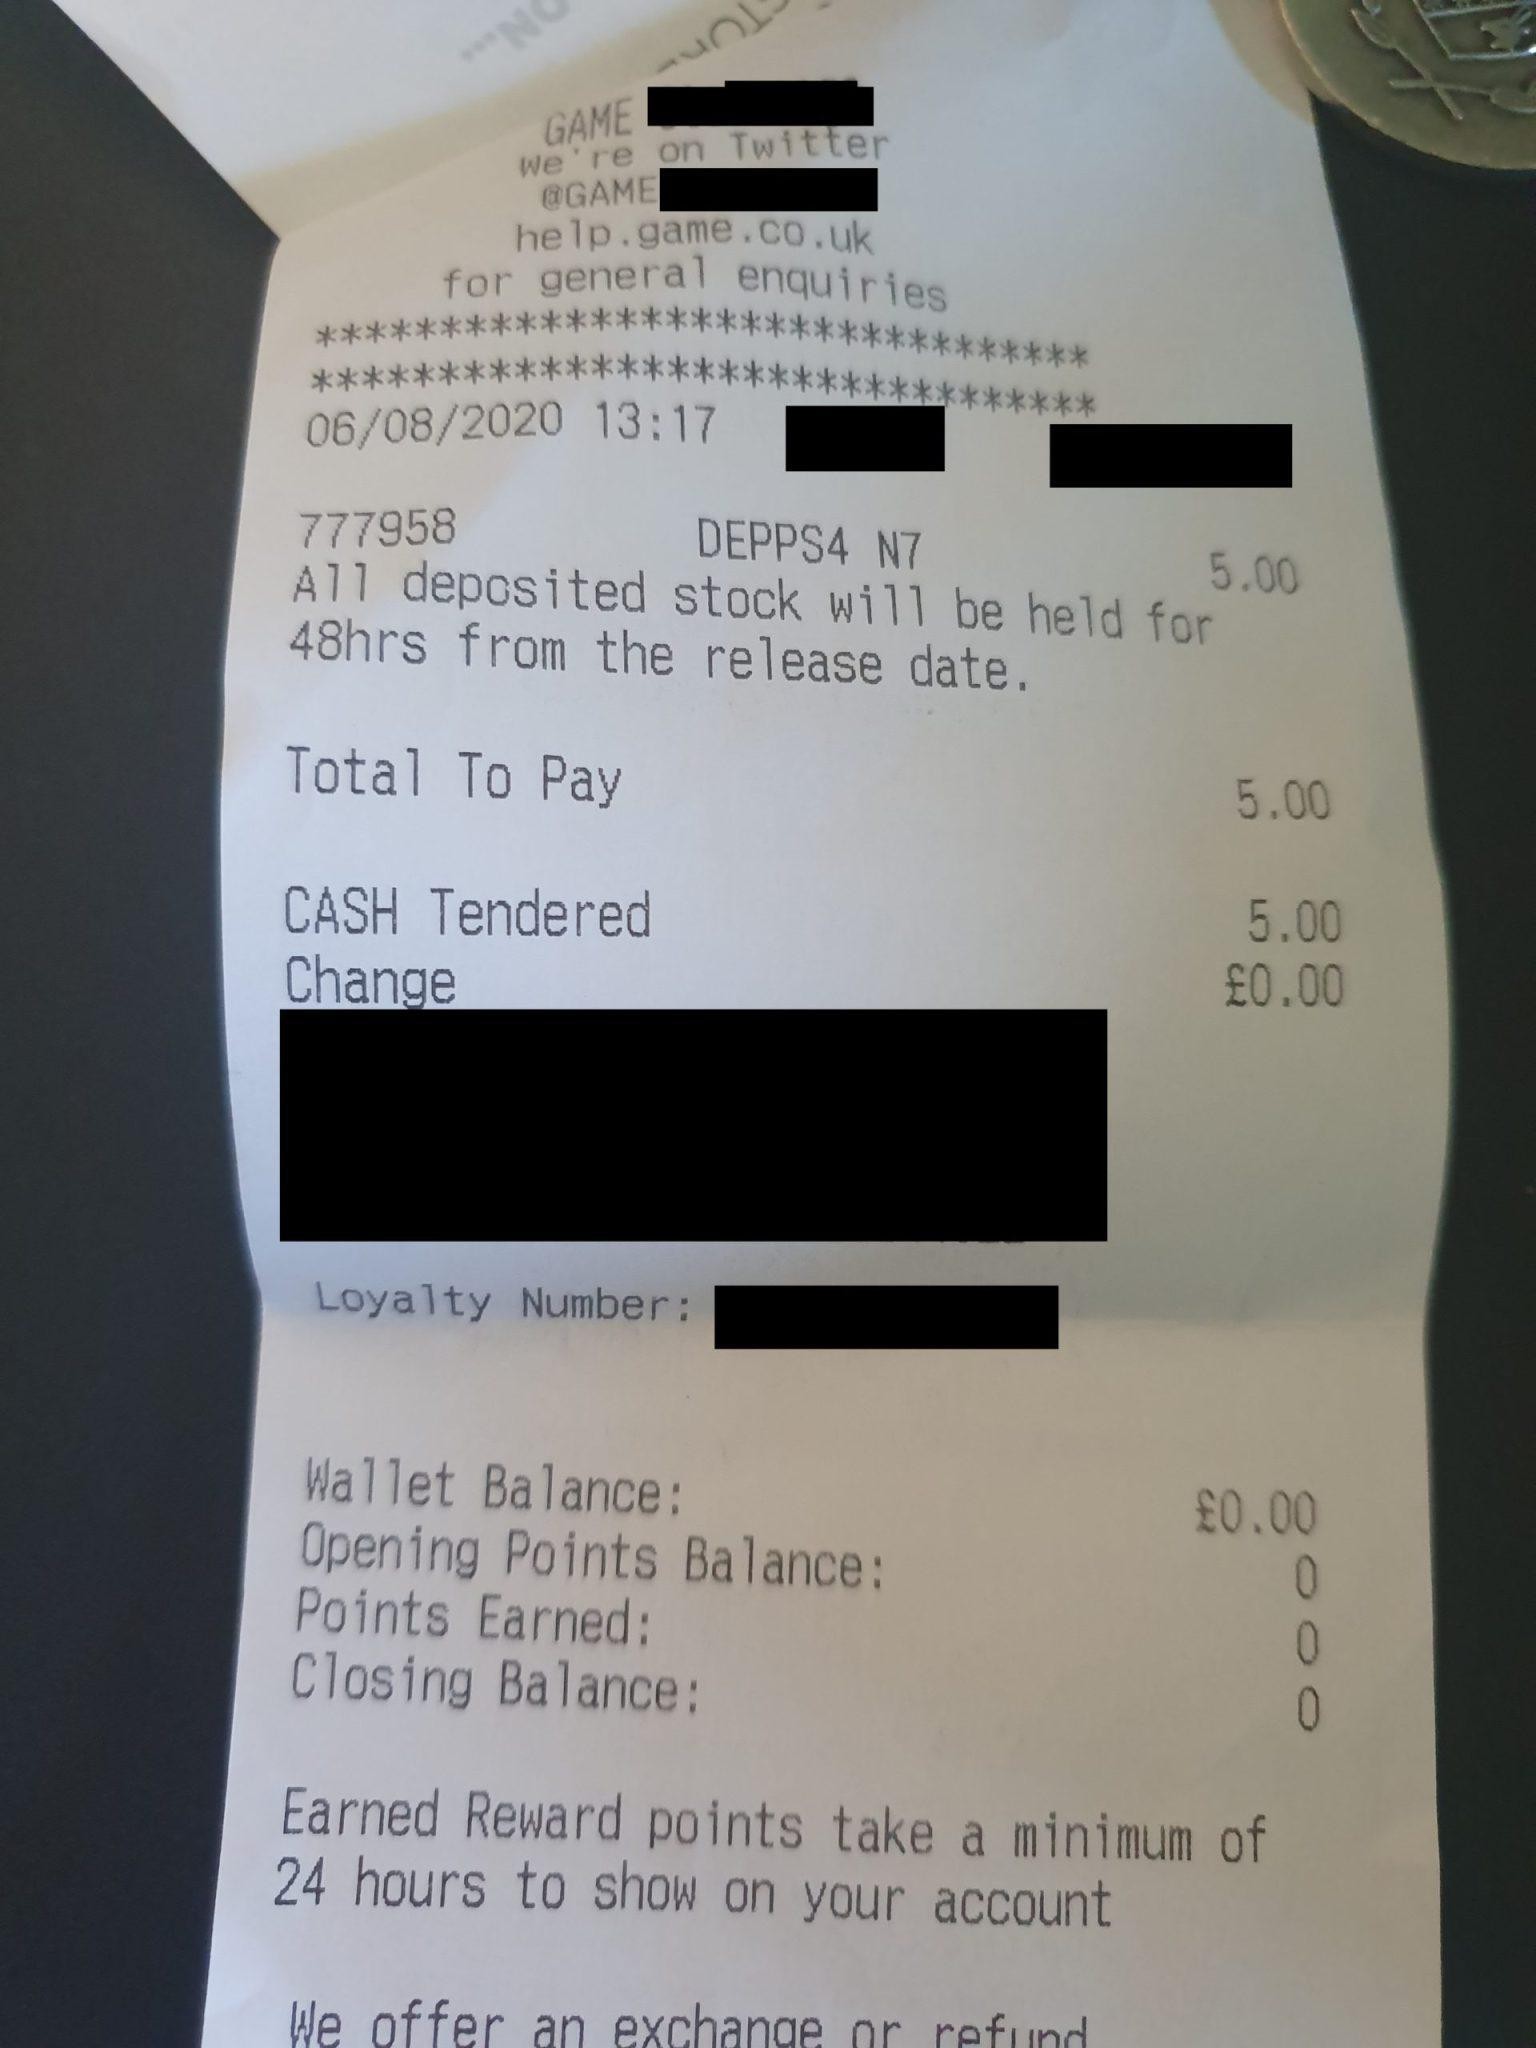 GAME
We're on Twitter
@GAME
help.game.co.uk
for general enquiries
*******************************
*******************************
06/08/2020 13:17
777958 DEPPS4 N7 5.00
All deposited stock will be held for
48hrs from the release date.
Total To Pay 5.00
CASH Tendered 5.00
Change £0.00
Loyalty Number:
Wallet Balance: £0.00
Opening Points Balance: 0
Points Earned: 0
Closing Balance: 0
Earned Reward points take a minimum of
24 hours to show on your account
We offer an exchange or refund